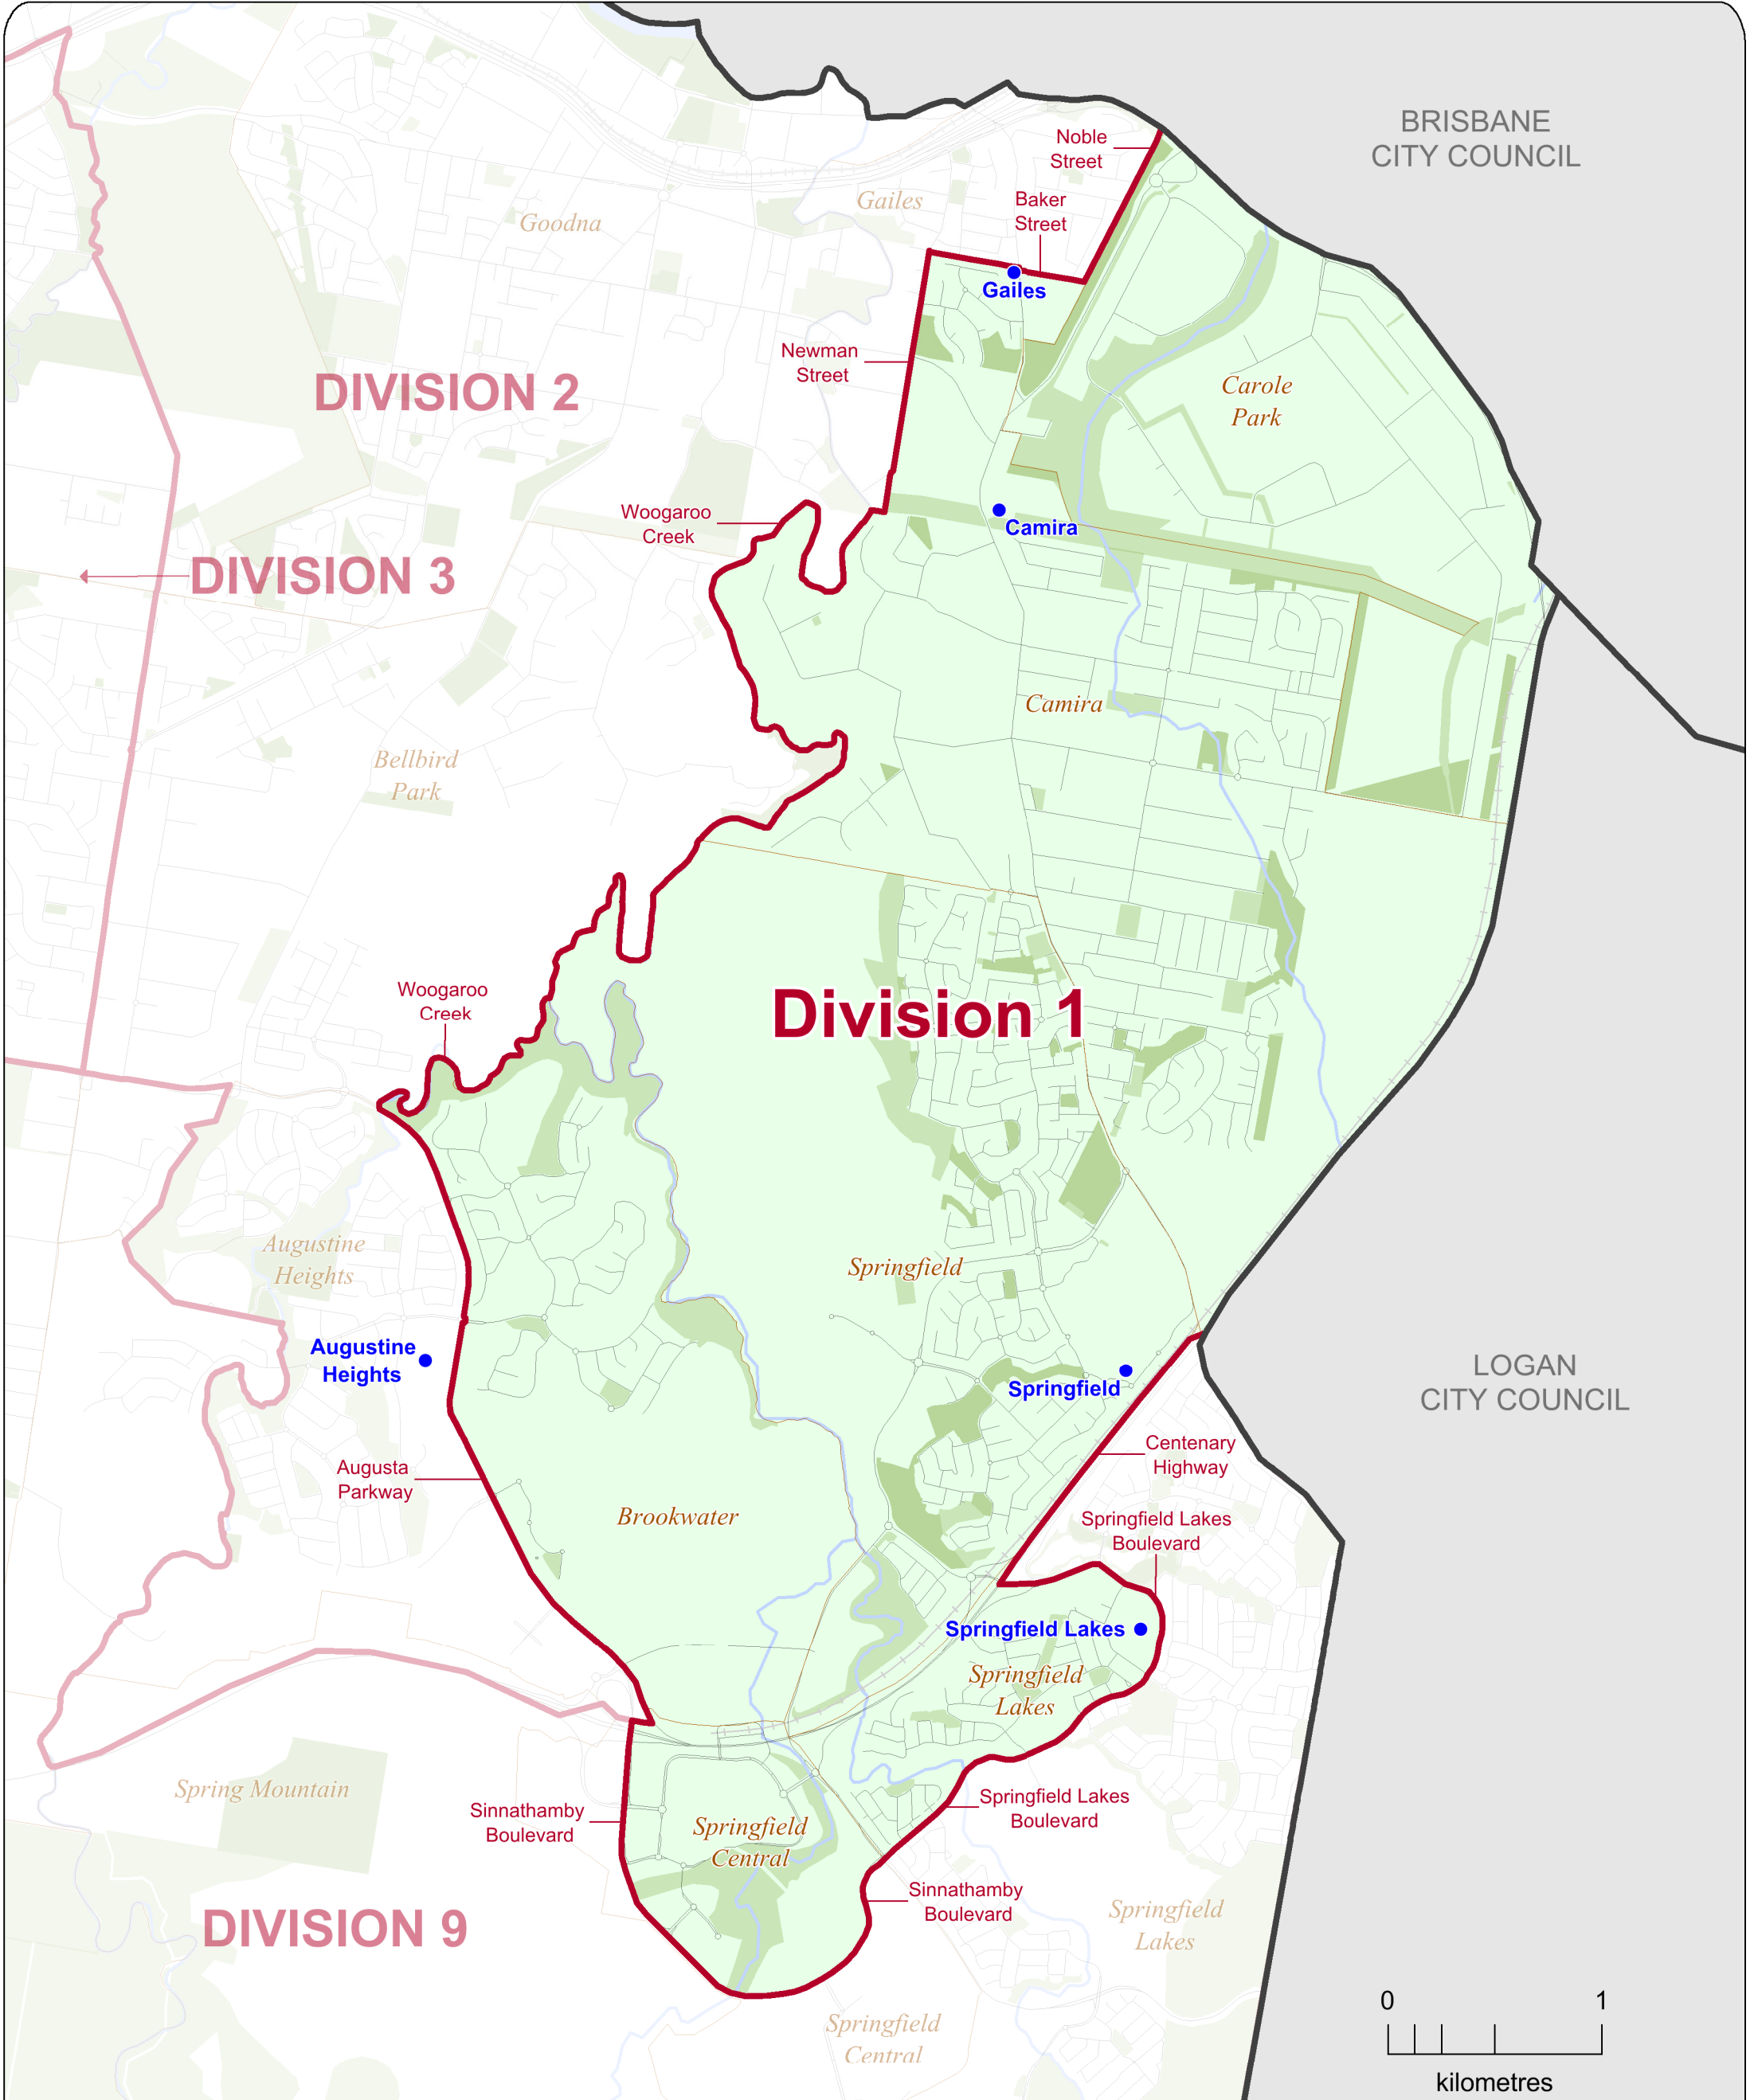 BRISBANE
CITY COUNCIL
Noble
Street
Baker
Street
Gailes
Goodna
Gailes
Newman
Street
Carole
Park
DIVISION 2
Woogaroo
Creek
Camira
DIVISION 3
Camira
Bellbird
Park
Woogaroo
Creek
Division 1
Augustine
Heights
Springfield
Augustine
Heights
Springfield
LOGAN
CITY COUNCIL
Centenary
Highway
Augusta
Parkway
Brookwater
Springfield Lakes
Boulevard
Springfield Lakes
Springfield
Lakes
Spring Mountain
Springfield Lakes
Boulevard
Sinnathamby
Boulevard
Springfield
Central
Sinnathamby
Boulevard
DIVISION 9
Springfield
Lakes
Springfield
Central
0 1
kilometres